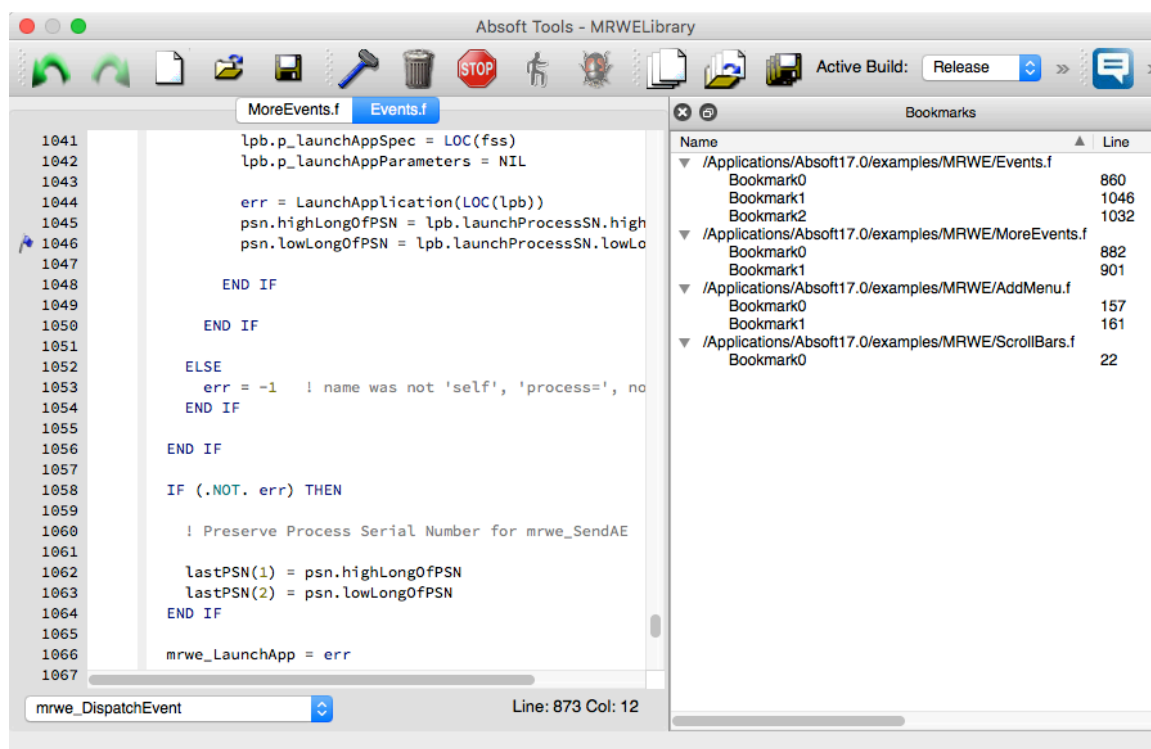 Absoft Tools - MRWELibrary
STOP
Active Build: Release »
MoreEvents.f Events.f
1041 lpb.p_launchAppSpec = LOC(fss)
1042 lpb.p_launchAppParameters = NIL
1043
1044 err = LaunchApplication(LOC(lpb))
1045 psn.highLongOfPSN = lpb.launchProcessSN.high
1046 psn.lowLongOfPSN = lpb.launchProcessSN.lowLo
1047
1048 END IF
1049
1050 END IF
1051
1052 ELSE
1053 err = -1 ! name was not 'self', 'process=', no
1054 END IF
1055
1056 END IF
1057
1058 IF (.NOT. err) THEN
1059
1060 ! Preserve Process Serial Number for mrwe_SendAE
1061
1062 lastPSN(1) = psn.highLongOfPSN
1063 lastPSN(2) = psn.lowLongOfPSN
1064 END IF
1065
1066 mrwe_LaunchApp = err
1067
mrwe_DispatchEvent Line: 873 Col: 12
Bookmarks
Name Line
/Applications/Absoft17.0/examples/MRWE/Events.f
Bookmark0 860
Bookmark1 1046
Bookmark2 1032
/Applications/Absoft17.0/examples/MRWE/MoreEvents.f
Bookmark0 882
Bookmark1 901
/Applications/Absoft17.0/examples/MRWE/AddMenu.f
Bookmark0 157
Bookmark1 161
/Applications/Absoft17.0/examples/MRWE/ScrollBars.f
Bookmark0 22